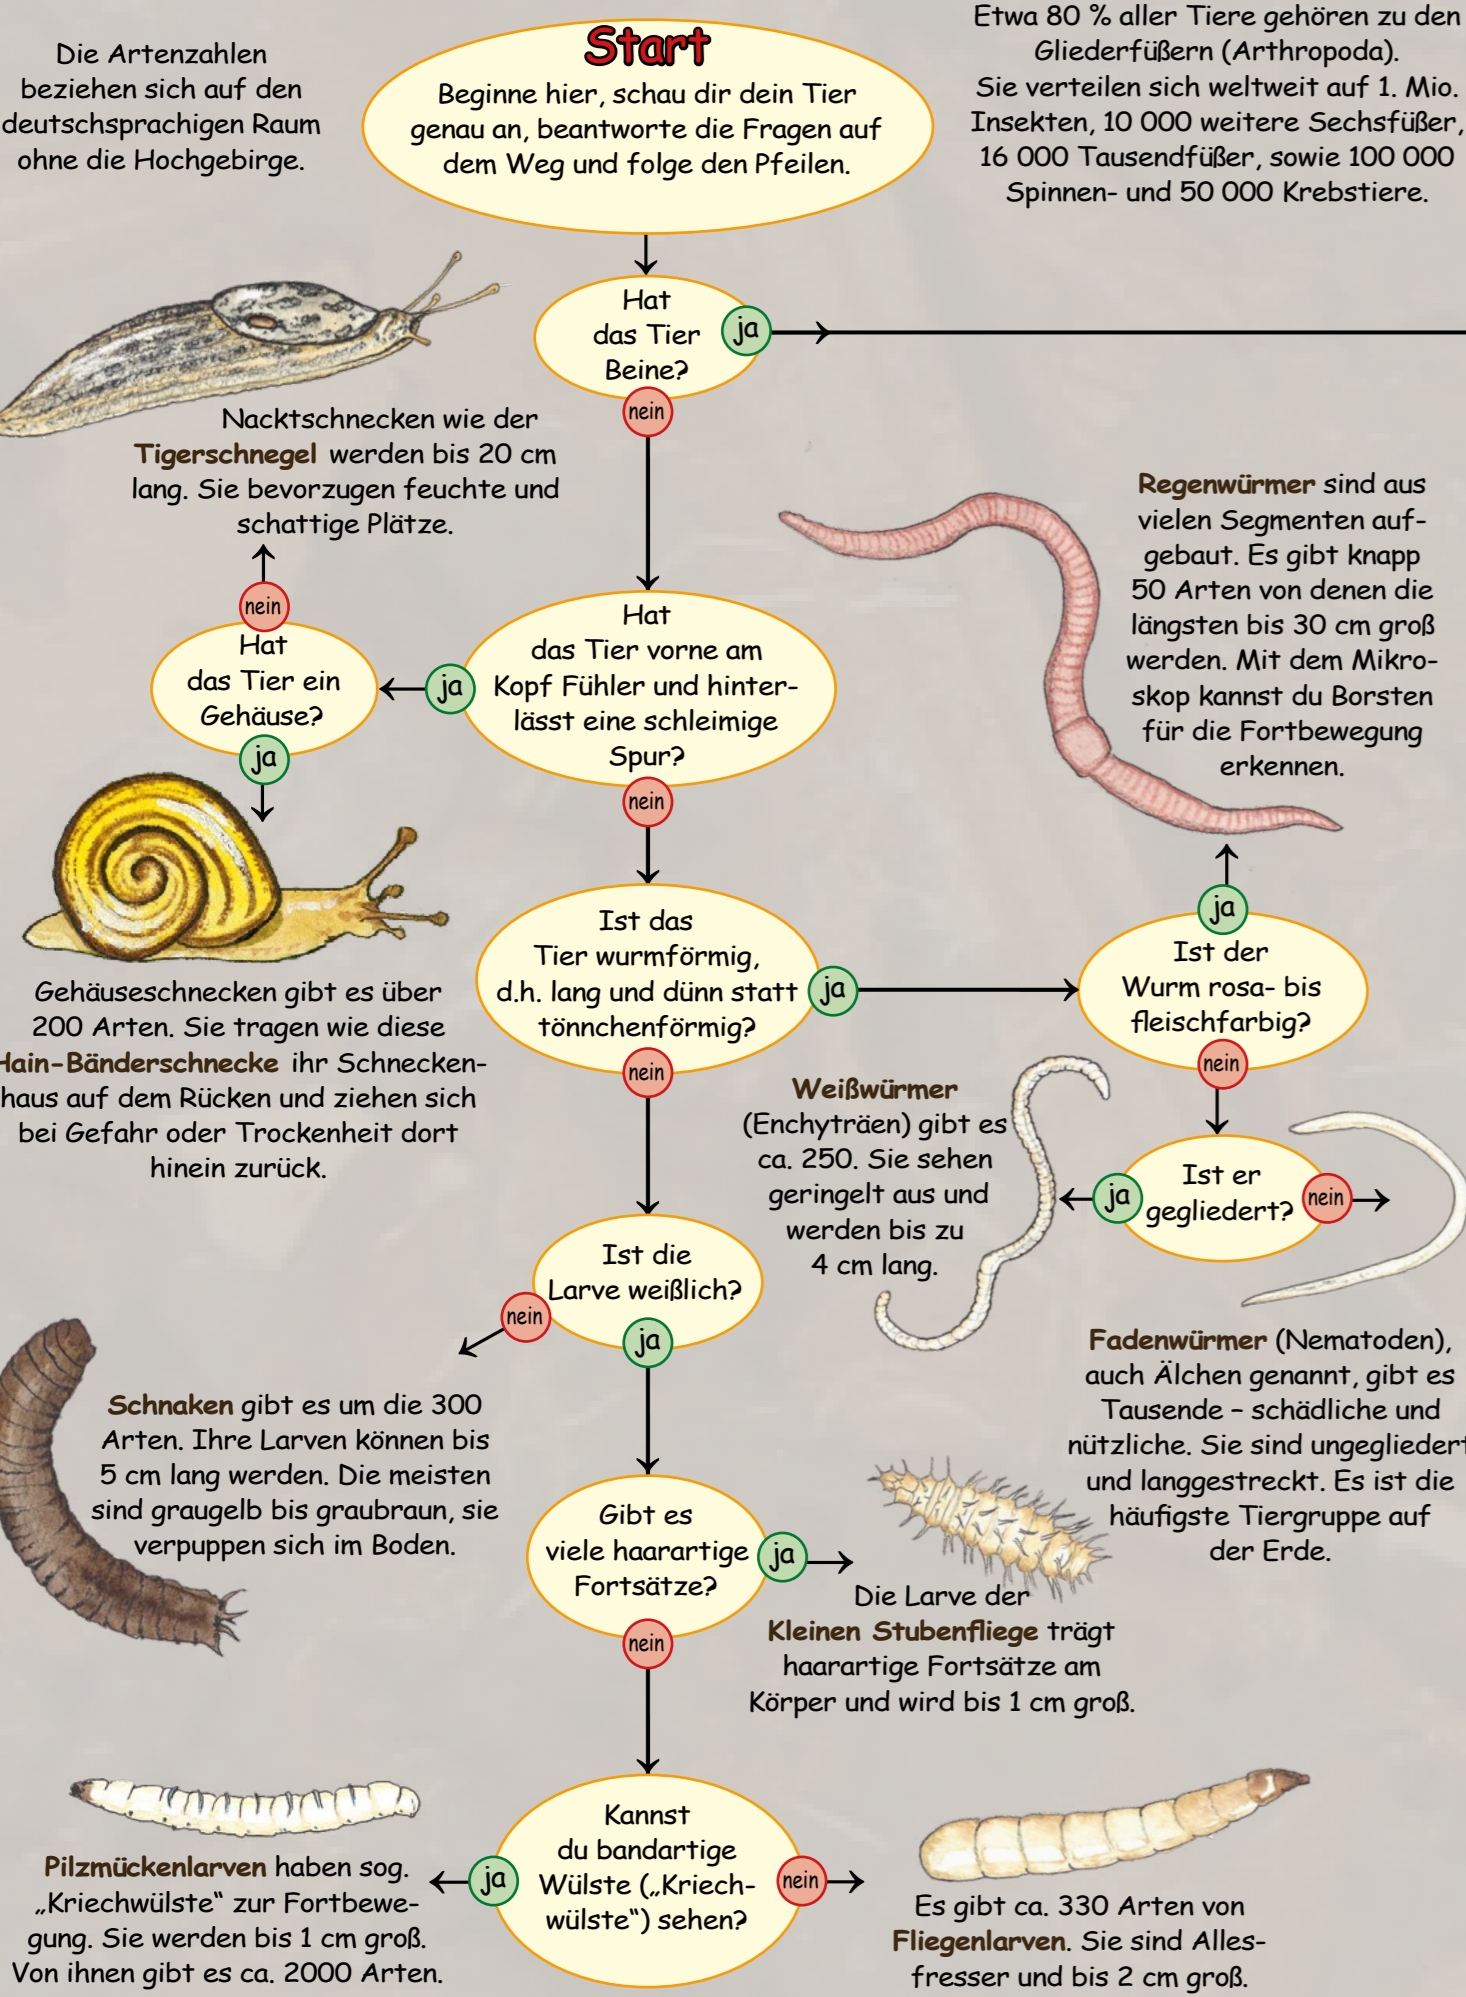 Die Artenzahlen
beziehen sich auf den
deutschsprachigen Raum
ohne die Hochgebirge.
Start
Beginne hier, schau dir dein Tier
genau an, beantworte die Fragen auf
dem Weg und folge den Pfeilen.
Etwa 80 % aller Tiere gehören zu den
Gliederfüßern (Arthropoda).
Sie verteilen sich weltweit auf 1. Mio.
Insekten, 10 000 weitere Sechsfüßer,
16 000 Tausendfüßer, sowie 100 000
Spinnen- und 50 000 Krebstiere.
Hat
das Tier
Beine?
ja
nein
Nacktschnecken wie der
Tigerschnegel werden bis 20 cm
lang. Sie bevorzugen feuchte und
schattige Plätze.
nein
Hat
das Tier ein
Gehäuse?
ja
Hat
das Tier vorne am
Kopf Fühler und hinter-
lässt eine schleimige
Spur?
ja
nein
Regenwürmer sind aus
vielen Segmenten auf-
gebaut. Es gibt knapp
50 Arten von denen die
längsten bis 30 cm groß
werden. Mit dem Mikro-
skop kannst du Borsten
für die Fortbewegung
erkennen.
Gehäuseschnecken gibt es über
200 Arten. Sie tragen wie diese
Hain-Bänderschnecke ihr Schnecken-
haus auf dem Rücken und ziehen sich
bei Gefahr oder Trockenheit dort
hinein zurück.
Ist das
Tier wurmförmig,
d.h. lang und dünn statt
tönnchenförmig?
ja
nein
ja
Ist der
Wurm rosa- bis
fleischfarbig?
nein
Weißwürmer
(Enchyträen) gibt es
ca. 250. Sie sehen
geringelt aus und
werden bis zu
4 cm lang.
ja
Ist er
gegliedert?
nein
Fadenwürmer (Nematoden),
auch Älchen genannt, gibt es
Tausende – schädliche und
nützliche. Sie sind ungegliedert
und langgestreckt. Es ist die
häufigste Tiergruppe auf
der Erde.
Ist die
Larve weißlich?
nein
ja
Schnaken gibt es um die 300
Arten. Ihre Larven können bis
5 cm lang werden. Die meisten
sind graugelb bis graubraun, sie
verpuppen sich im Boden.
Gibt es
viele haarartige
Fortsätze?
ja
nein
Die Larve der
Kleinen Stubenfliege trägt
haarartige Fortsätze am
Körper und wird bis 1 cm groß.
Kannst
du bandartige
Wülste („Kriech-
wülste“) sehen?
ja
nein
Pilzmückenlarven haben sog.
„Kriechwülste“ zur Fortbewe-
gung. Sie werden bis 1 cm groß.
Von ihnen gibt es ca. 2000 Arten.
Es gibt ca. 330 Arten von
Fliegenlarven. Sie sind Alles-
fresser und bis 2 cm groß.